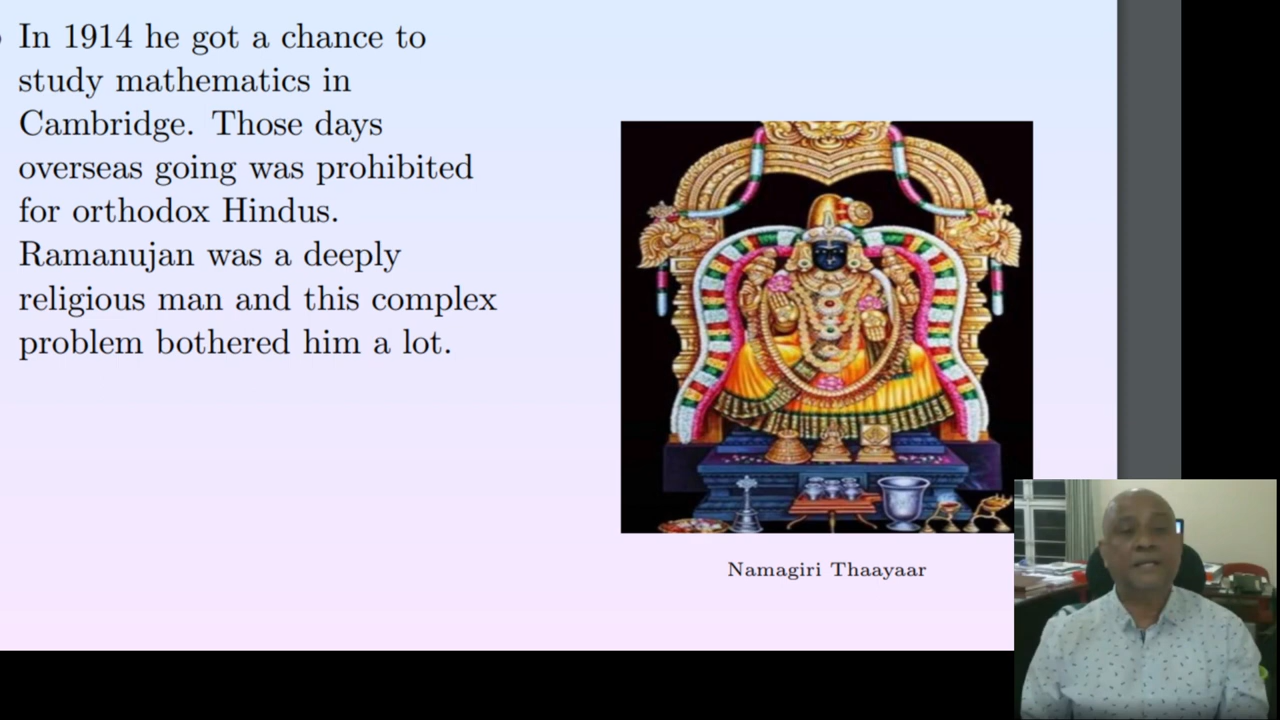 In 1914 he got a chance to
study mathematics in
Cambridge. Those days
overseas going was prohibited
for orthodox Hindus.
Ramanujan was a deeply
religious man and this complex
problem bothered him a lot.
Namagiri Thaayaar